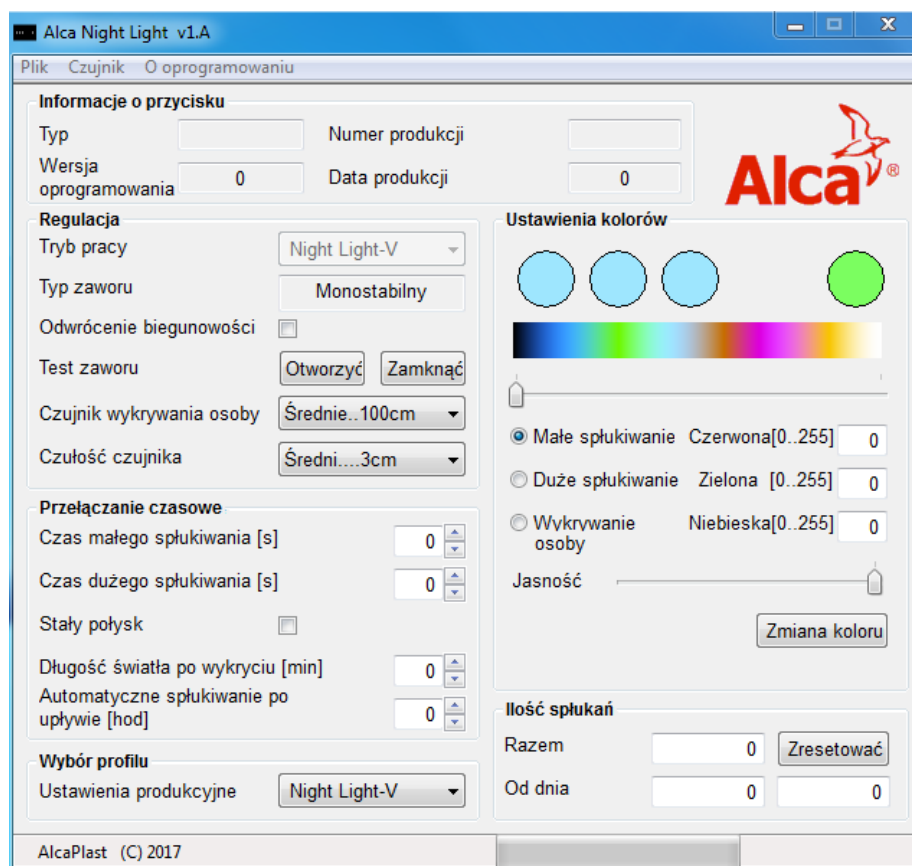 Alca Night Light v1.A
Plik Czujnik O oprogramowaniu
Informacje o przycisku
Typ
Numer produkcji
Wersja
oprogramowania
0
Data produkcji
0
Alca®
Regulacja
Tryb pracy
Night Light-V
Typ zaworu
Monostabilny
Odwrócenie biegunowości
Test zaworu
Otworzyć
Zamknąć
Czujnik wykrywania osoby
Średnie..100cm
Czułość czujnika
Średni....3cm
Przełączanie czasowe
Czas małego spłukiwania [s]
0
Czas dużego spłukiwania [s]
0
Stały połysk
Długość światła po wykryciu [min]
0
Automatyczne spłukiwanie po
upływie [hod]
0
Wybór profilu
Ustawienia produkcyjne
Night Light-V
Ustawienia kolorów
Małe spłukiwanie Czerwona[0..255] 0
Duże spłukiwanie Zielona [0..255] 0
Wykrywanie
osoby
Niebieska[0..255] 0
Jasność
Zmiana koloru
Ilość spłukań
Razem 0 Zresetować
Od dnia 0 0
AlcaPlast (C) 2017